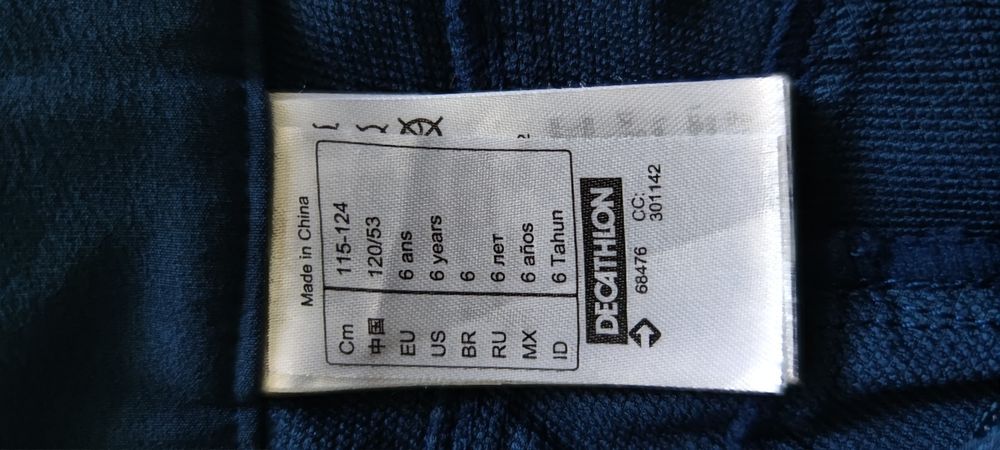 Made in China
Cm 115-124
中国 120/53
EU 6 ans
US 6 years
BR 6
RU 6 лет
MX 6 años
ID 6 Tahun
DECATHLON
68476 CC:
301142